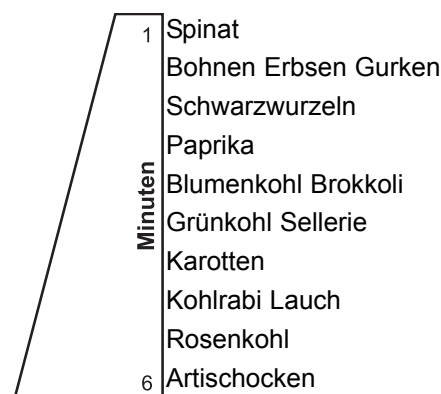 1 Spinat
Bohnen Erbsen Gurken
Schwarzwurzeln
Paprika
Blumenkohl Brokkoli
Grünkohl Sellerie
Karotten
Kohlrabi Lauch
Rosenkohl
6 Artischocken
Minuten